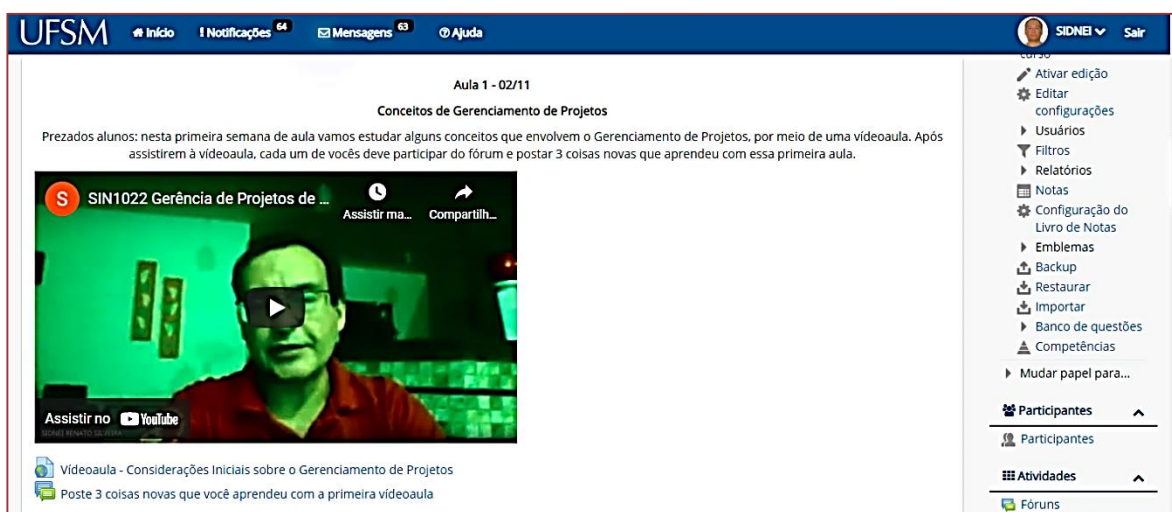 UFSM Início Notificações 64 Mensagens 63 Ajuda SIDNEI Sair
Aula 1 - 02/11
Conceitos de Gerenciamento de Projetos
Prezados alunos: nesta primeira semana de aula vamos estudar alguns conceitos que envolvem o Gerenciamento de Projetos, por meio de uma vídeoaula. Após
assistirem à vídeoaula, cada um de vocês deve participar do fórum e postar 3 coisas novas que aprendeu com essa primeira aula.
S SIN1022 Gerência de Projetos de ...
Assistir ma... Compartilh...
Assistir no YouTube
SIDNEI RENATO SILVEIRA
Vídeoaula - Considerações Iniciais sobre o Gerenciamento de Projetos
Poste 3 coisas novas que você aprendeu com a primeira vídeoaula
curso
Ativar edição
Editar
configurações
Usuários
Filtros
Relatórios
Notas
Configuração do
Livro de Notas
Emblemas
Backup
Restaurar
Importar
Banco de questões
Competências
Mudar papel para...
Participantes
Participantes
Atividades
Fóruns